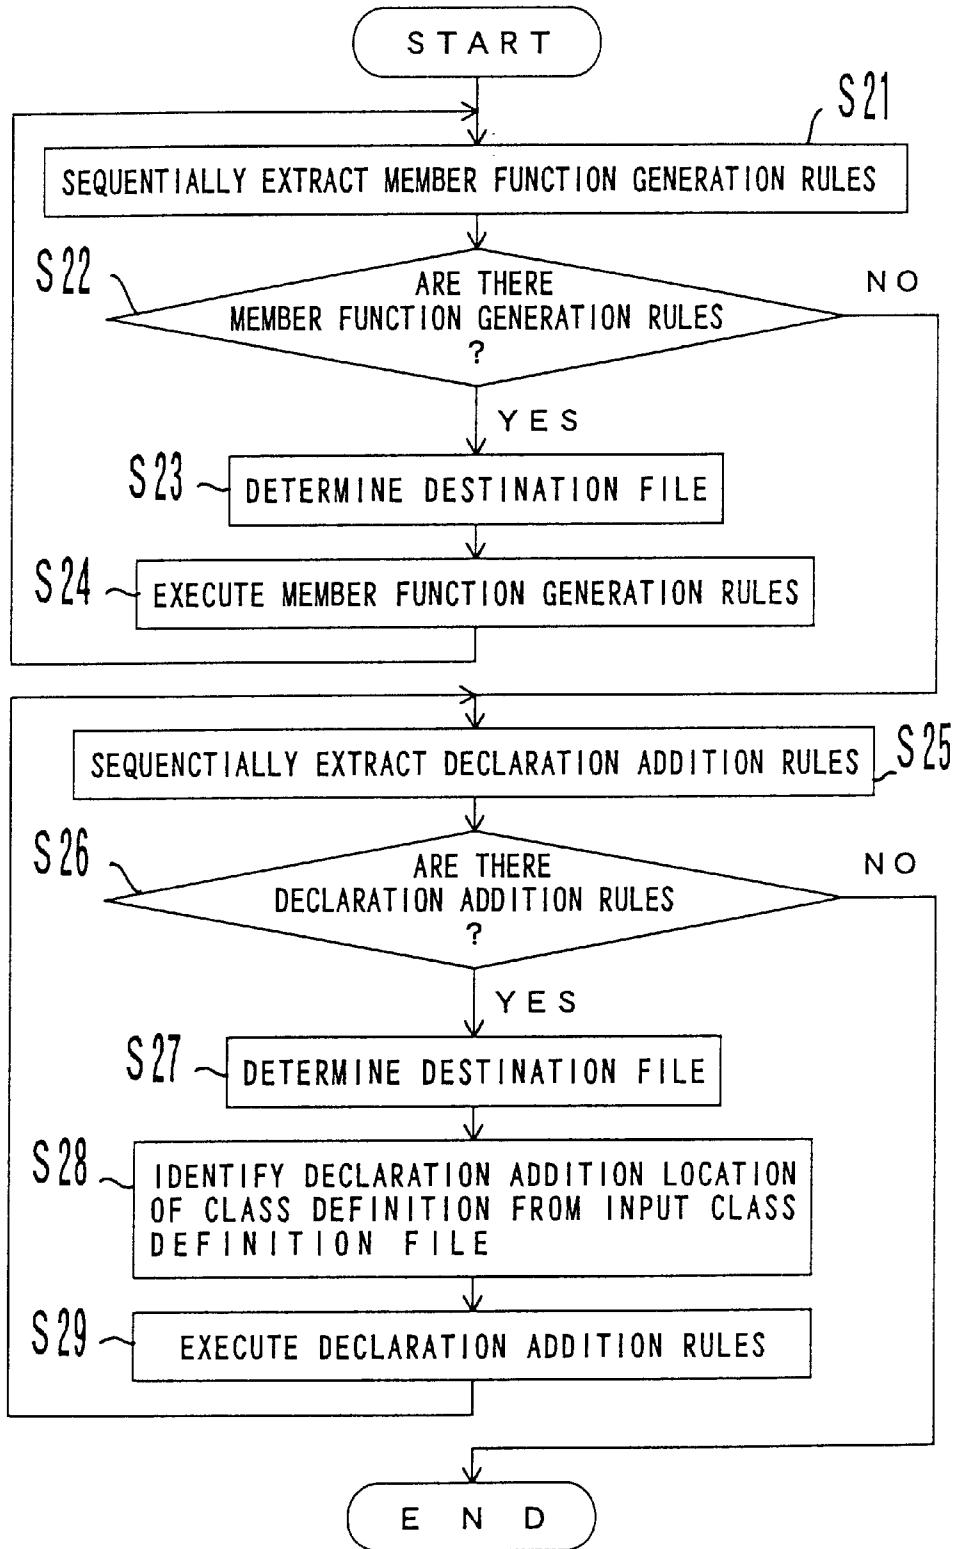 START
S21
SEQUENTIALLY EXTRACT MEMBER FUNCTION GENERATION RULES
S22
ARE THERE
MEMBER FUNCTION GENERATION RULES
?
NO
YES
S23
DETERMINE DESTINATION FILE
S24
EXECUTE MEMBER FUNCTION GENERATION RULES
SEQUENCTIALLY EXTRACT DECLARATION ADDITION RULES
S25
S26
ARE THERE
DECLARATION ADDITION RULES
?
NO
YES
S27
DETERMINE DESTINATION FILE
S28
IDENTIFY DECLARATION ADDITION LOCATION
OF CLASS DEFINITION FROM INPUT CLASS
DEFINITION FILE
S29
EXECUTE DECLARATION ADDITION RULES
END